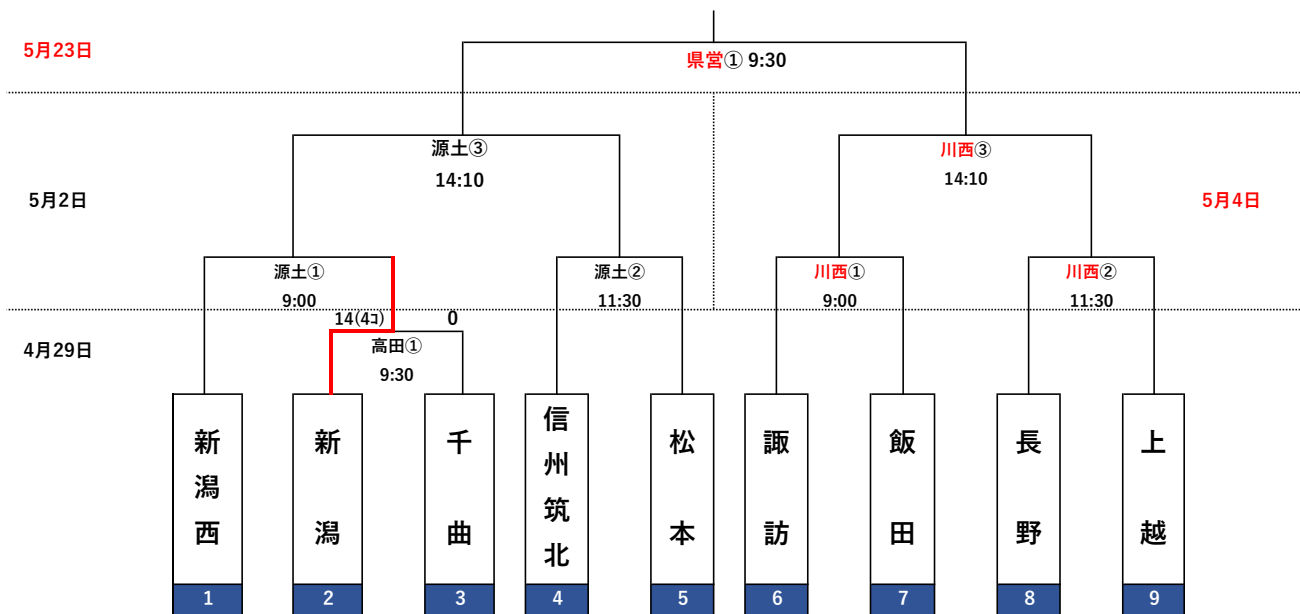 5月23日
県営① 9:30
源土③
14:10
川西③
14:10
5月2日
5月4日
源土①
9:00
源土②
11:30
川西①
9:00
川西②
11:30
14(4コ)
0
4月29日
高田①
9:30
新潟西
新潟
千曲
信州筑北
松本
諏訪
飯田
長野
上越
1
2
3
4
5
6
7
8
9